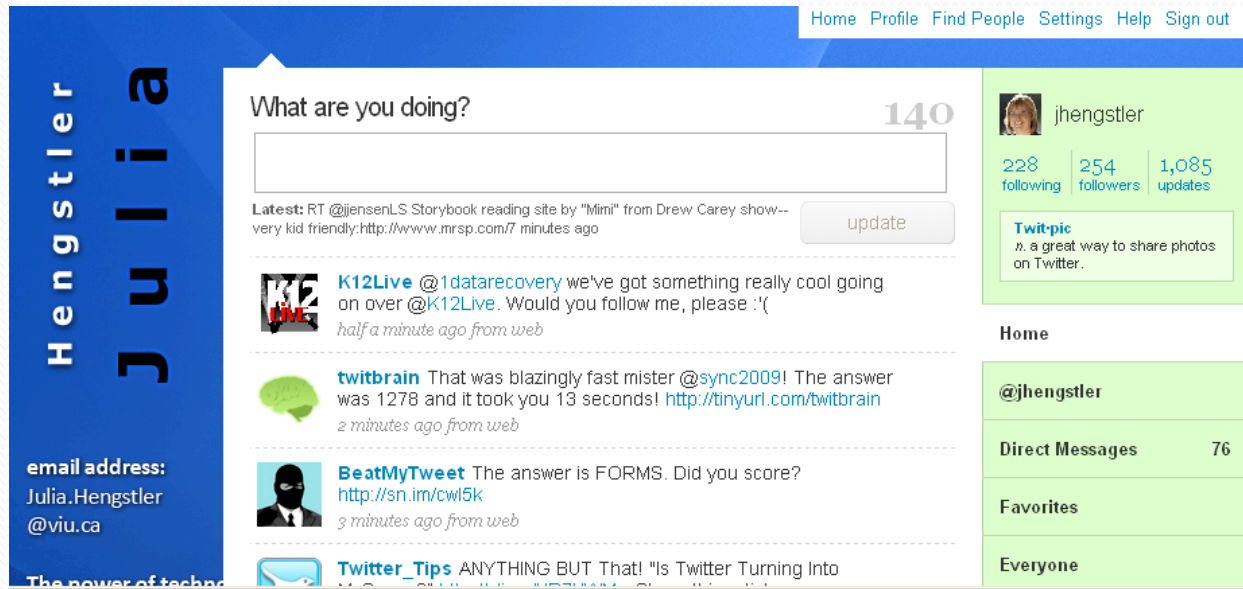 Home Profile Find People Settings Help Sign out
Hengstler
Julia
email address:
Julia.Hengstler
@viu.ca
The power of techno
What are you doing?
140
Latest: RT @jjensenLS Storybook reading site by "Mimi" from Drew Carey show--
very kid friendly:http://www.mrsp.com/7 minutes ago
update
K12 LIVE
K12Live @1datarecovery we've got something really cool going
on over @K12Live. Would you follow me, please :'(
half a minute ago from web
twitbrain That was blazingly fast mister @sync2009! The answer
was 1278 and it took you 13 seconds! http://tinyurl.com/twitbrain
2 minutes ago from web
BeatMyTweet The answer is FORMS. Did you score?
http://sn.im/cwl5k
3 minutes ago from web
Twitter_Tips ANYTHING BUT That! "Is Twitter Turning Into
jhengstler
228 254 1,085
following followers updates
Twit·pic
n. a great way to share photos
on Twitter.
Home
@jhengstler
Direct Messages 76
Favorites
Everyone